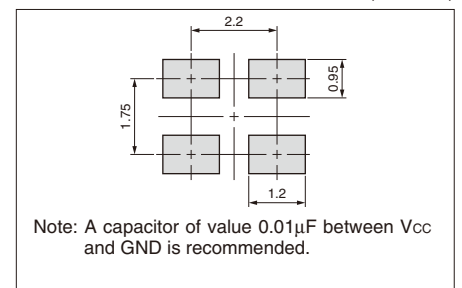 2.2
0.95
1.75
1.2
Note: A capacitor of value 0.01μF between Vcc
and GND is recommended.